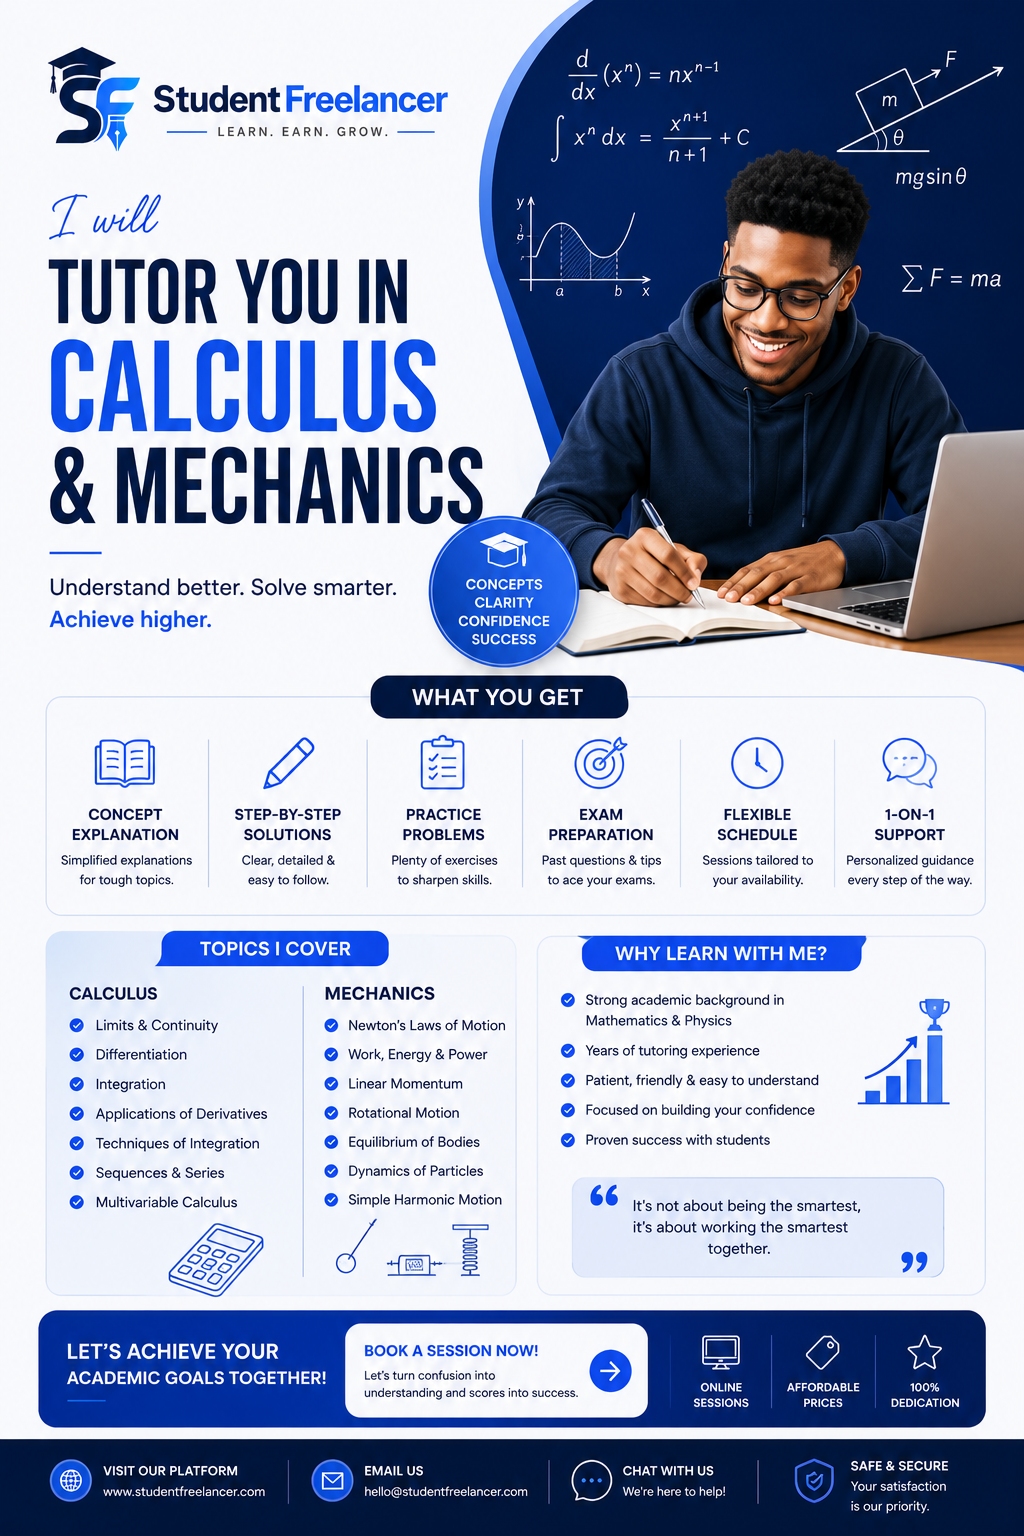 SF
Student Freelancer
LEARN. EARN. GROW.
d/dx (xⁿ) = nxⁿ⁻¹
∫ xⁿ dx = xⁿ⁺¹/n+1 + C
F
m
θ
mg sin θ
y
a
b
x
∑ F = ma
I will
TUTOR YOU IN
CALCULUS
& MECHANICS
Understand better. Solve smarter.
Achieve higher.
CONCEPTS
CLARITY
CONFIDENCE
SUCCESS
WHAT YOU GET
CONCEPT
EXPLANATION
Simplified explanations
for tough topics.
STEP-BY-STEP
SOLUTIONS
Clear, detailed &
easy to follow.
PRACTICE
PROBLEMS
Plenty of exercises
to sharpen skills.
EXAM
PREPARATION
Past questions & tips
to ace your exams.
FLEXIBLE
SCHEDULE
Sessions tailored to
your availability.
1-ON-1
SUPPORT
Personalized guidance
every step of the way.
TOPICS I COVER
CALCULUS
Limits & Continuity
Differentiation
Integration
Applications of Derivatives
Techniques of Integration
Sequences & Series
Multivariable Calculus
MECHANICS
Newton's Laws of Motion
Work, Energy & Power
Linear Momentum
Rotational Motion
Equilibrium of Bodies
Dynamics of Particles
Simple Harmonic Motion
WHY LEARN WITH ME?
Strong academic background in
Mathematics & Physics
Years of tutoring experience
Patient, friendly & easy to understand
Focused on building your confidence
Proven success with students
“It's not about being the smartest,
it's about working the smartest
together.”
LET'S ACHIEVE YOUR
ACADEMIC GOALS TOGETHER!
BOOK A SESSION NOW!
Let's turn confusion into
understanding and scores into success.
ONLINE
SESSIONS
AFFORDABLE
PRICES
100%
DEDICATION
VISIT OUR PLATFORM
www.studentfreelancer.com
EMAIL US
hello@studentfreelancer.com
CHAT WITH US
We're here to help!
SAFE & SECURE
Your satisfaction
is our priority.